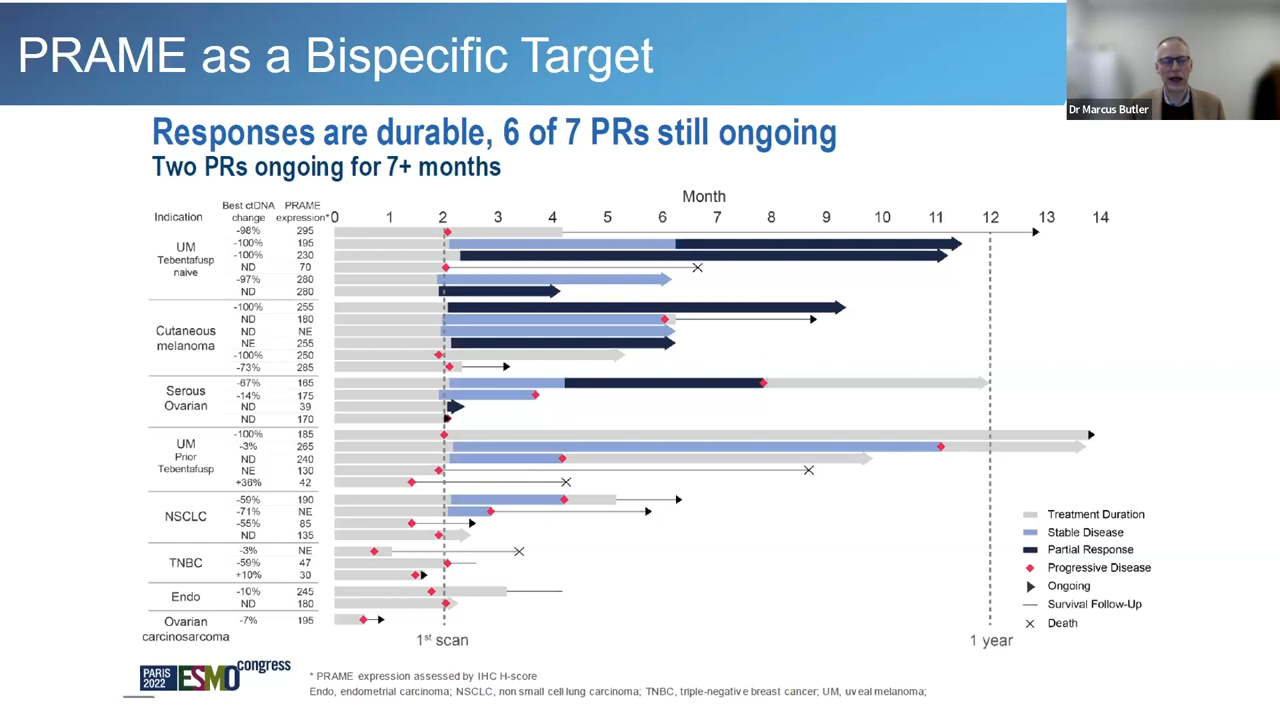 PRAME as a Bispecific Target
Dr Marcus Butler
Responses are durable, 6 of 7 PRs still ongoing
Two PRs ongoing for 7+ months
Month
Indication
Best ctDNA change
PRAME expression*
0 1 2 3 4 5 6 7 8 9 10 11 12 13 14
UM
Tebentafusp
naive
-98% 295
-100% 195
-100% 230
ND 70
-97% 280
ND 280
Cutaneous
melanoma
-100% 255
ND 180
ND NE
NE 255
-100% 250
-73% 285
Serous
Ovarian
-67% 165
-14% 175
ND 39
ND 170
UM
Prior
Tebentafusp
-100% 185
-3% 265
ND 240
NE 130
+36% 42
NSCLC
-59% 190
-71% NE
-55% 85
ND 135
TNBC
-3% NE
-59% 47
+10% 30
Endo
-10% 245
ND 180
Ovarian
carcinosarcoma
-7% 195
1st scan
1 year
Treatment Duration
Stable Disease
Partial Response
Progressive Disease
Ongoing
Survival Follow-Up
Death
PARIS
2022
ESMO congress
* PRAME expression assessed by IHC H-score
Endo, endometrial carcinoma; NSCLC, non small cell lung carcinoma; TNBC, triple-negative breast cancer; UM, uveal melanoma;